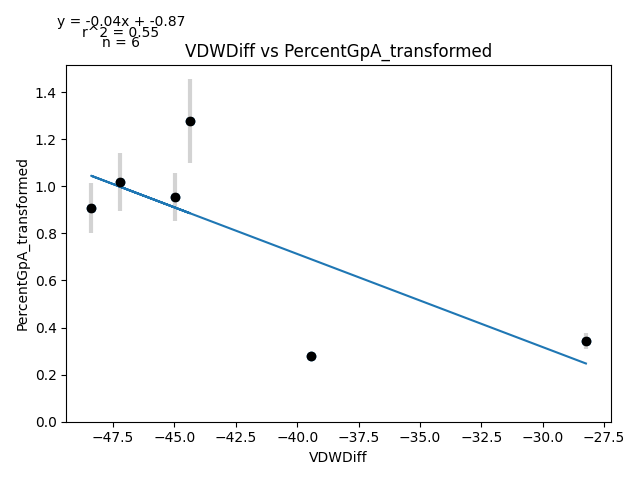 y = -0.04x + -0.87
r^2 = 0.55
n = 6
VDWDiff vs PercentGpA_transformed
PercentGpA_transformed
1.4
1.2
1.0
0.8
0.6
0.4
0.2
0.0
−47.5 −45.0 −42.5 −40.0 −37.5 −35.0 −32.5 −30.0 −27.5
VDWDiff